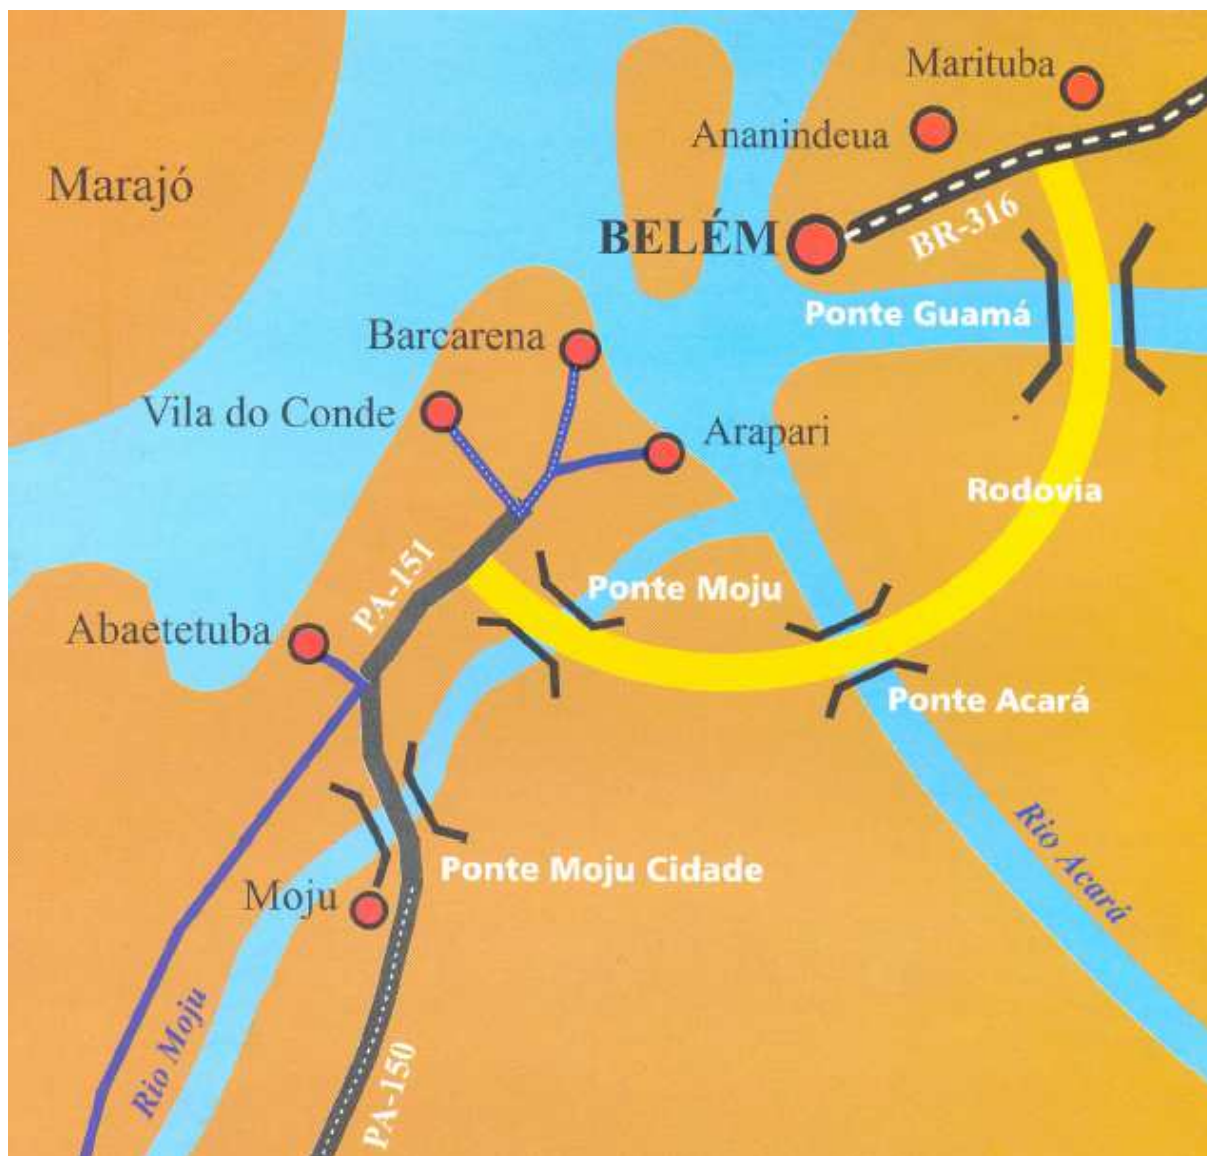 Marituba
Ananindeua
Marajó
BELÉM
BR-316
Ponte Guamá
Barcarena
Vila do Conde
Arapari
Rodovia
PA-151
Ponte Moju
Abaetetuba
Ponte Acará
Rio Acará
Ponte Moju Cidade
Moju
Rio Moju
PA-150